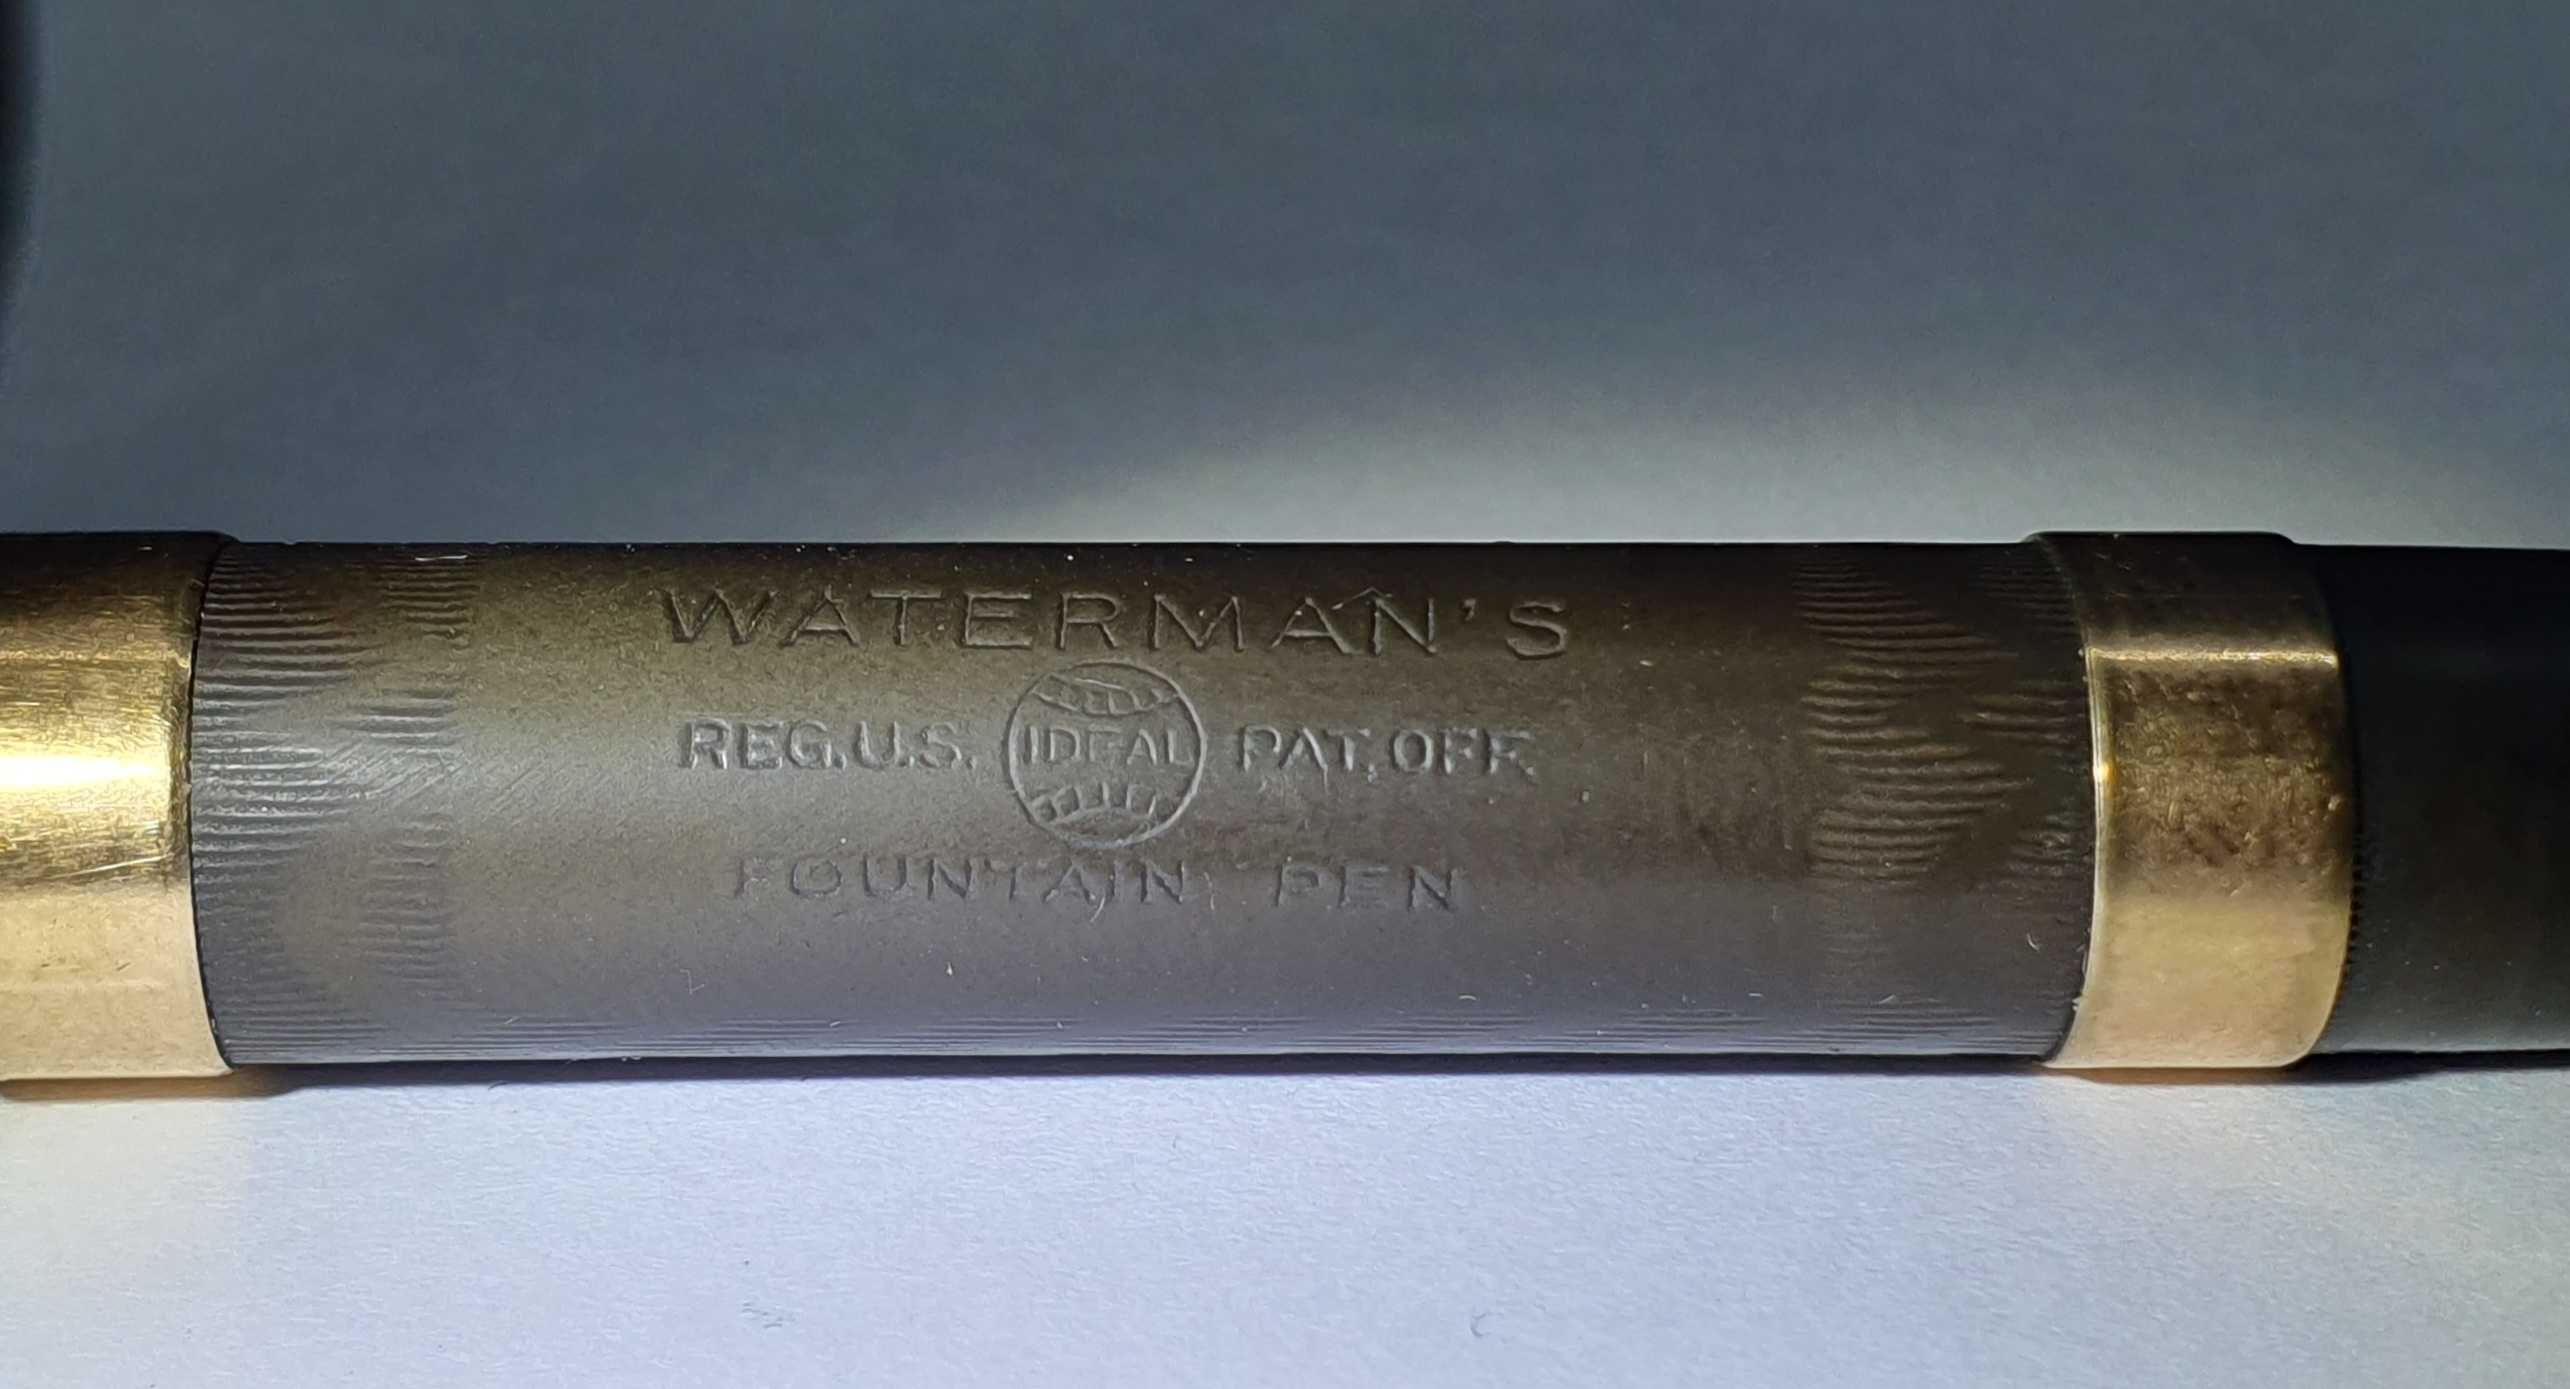 WATERMAN'S
REG.U.S. IDEAL PAT.OFF.
FOUNTAIN PEN